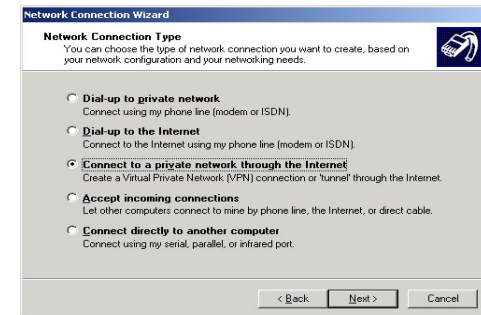 Network Connection Wizard
Network Connection Type
You can choose the type of network connection you want to create, based on
your network configuration and your networking needs.
Dial-up to private network
Connect using my phone line (modem or ISDN).
Dial-up to the Internet
Connect to the Internet using my phone line (modem or ISDN).
Connect to a private network through the Internet
Create a Virtual Private Network (VPN) connection or 'tunnel' through the Internet.
Accept incoming connections
Let other computers connect to mine by phone line, the Internet, or direct cable.
Connect directly to another computer
Connect using my serial, parallel, or infrared port.
< Back Next > Cancel